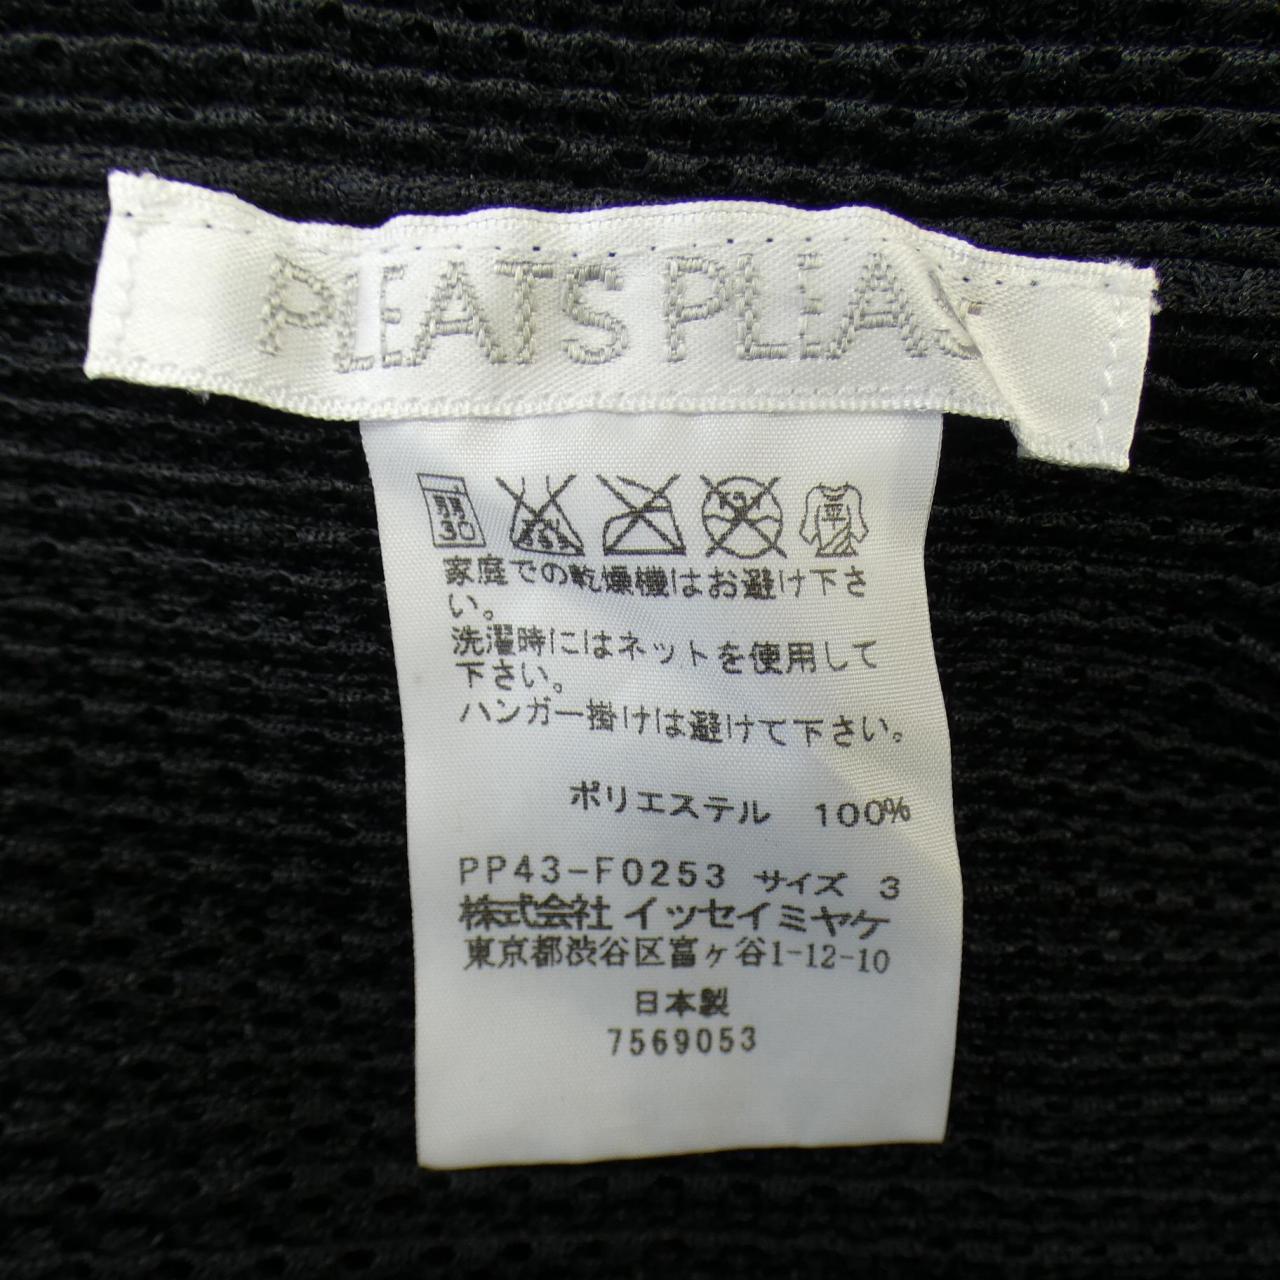 PLEATS PLEAS
弱
30
平
家庭での乾燥機はお避け下さ
い。
洗濯時にはネットを使用して
下さい。
ハンガー掛けは避けて下さい。
ポリエステル 100%
PP43-F0253 サイズ 3
株式会社 イッセイミヤケ
東京都渋谷区富ヶ谷1-12-10
日本製
7569053